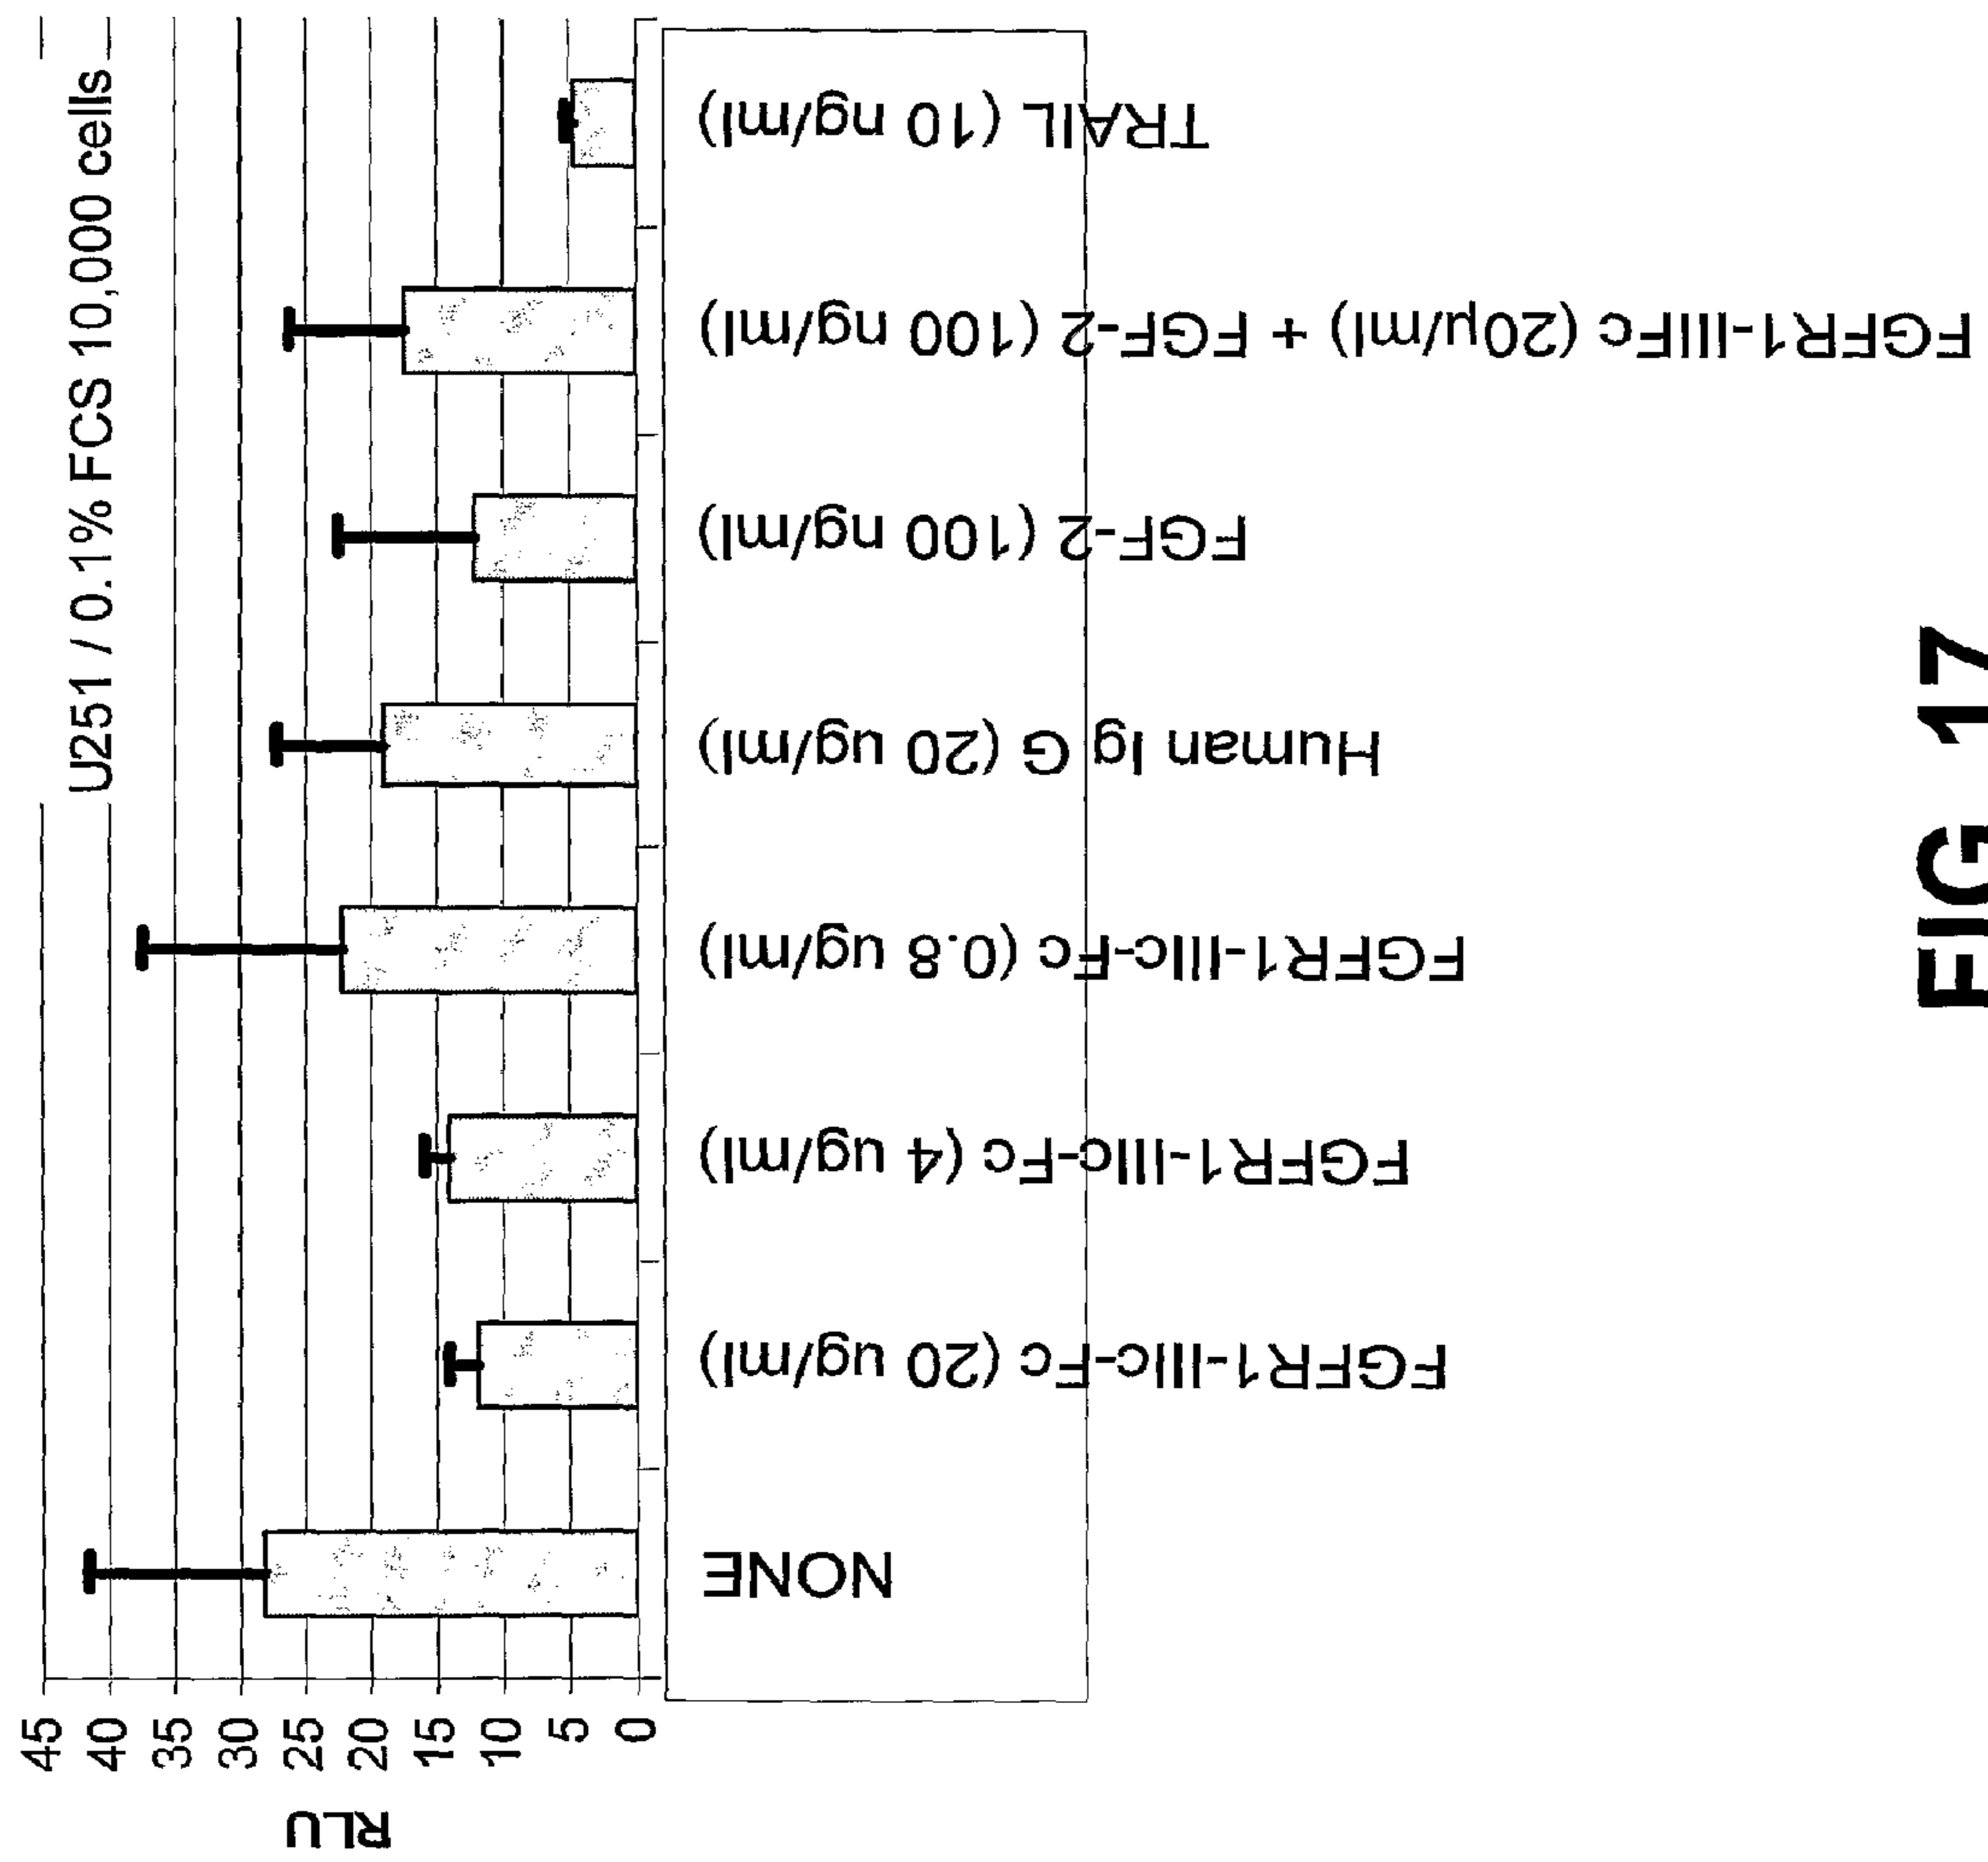 U251 / 0.1% FCS 10,000 cells
RLU
45
40
35
30
25
20
15
10
5
0
NONE
FGFR1-IIIc-Fc (20 ug/ml)
FGFR1-IIIc-Fc (4 ug/ml)
FGFR1-IIIc-Fc (0.8 ug/ml)
Human Ig G (20 ug/ml)
FGF-2 (100 ng/ml)
FGFR1-IIIFc (20µ/ml) + FGF-2 (100 ng/ml)
TRAIL (10 ng/ml)
FIG 17